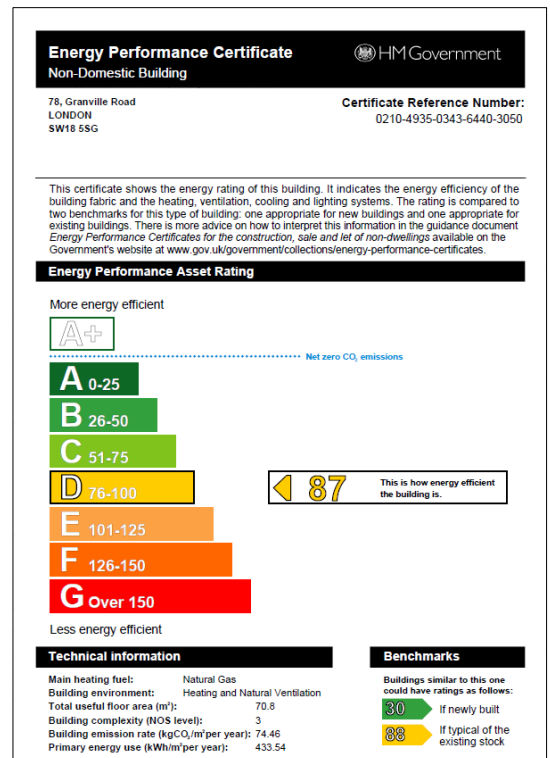 Energy Performance Certificate
HM Government
Non-Domestic Building
78, Granville Road
LONDON
SW18 5SG
Certificate Reference Number:
0210-4935-0343-6440-3050
This certificate shows the energy rating of this building. It indicates the energy efficiency of the
building fabric and the heating, ventilation, cooling and lighting systems. The rating is compared to
two benchmarks for this type of building: one appropriate for new buildings and one appropriate for
existing buildings. There is more advice on how to interpret this information in the guidance document
Energy Performance Certificates for the construction, sale and let of non-dwellings available on the
Government's website at www.gov.uk/government/collections/energy-performance-certificates.
Energy Performance Asset Rating
More energy efficient
A+
Net zero CO₂ emissions
A 0-25
B 26-50
C 51-75
D 76-100
87
This is how energy efficient
the building is.
E 101-125
F 126-150
G Over 150
Less energy efficient
Technical information
Main heating fuel: Natural Gas
Building environment: Heating and Natural Ventilation
Total useful floor area (m²): 70.8
Building complexity (NOS level): 3
Building emission rate (kgCO₂/m²per year): 74.46
Primary energy use (kWh/m²per year): 433.54
Benchmarks
Buildings similar to this one
could have ratings as follows:
30 If newly built
88 If typical of the
existing stock